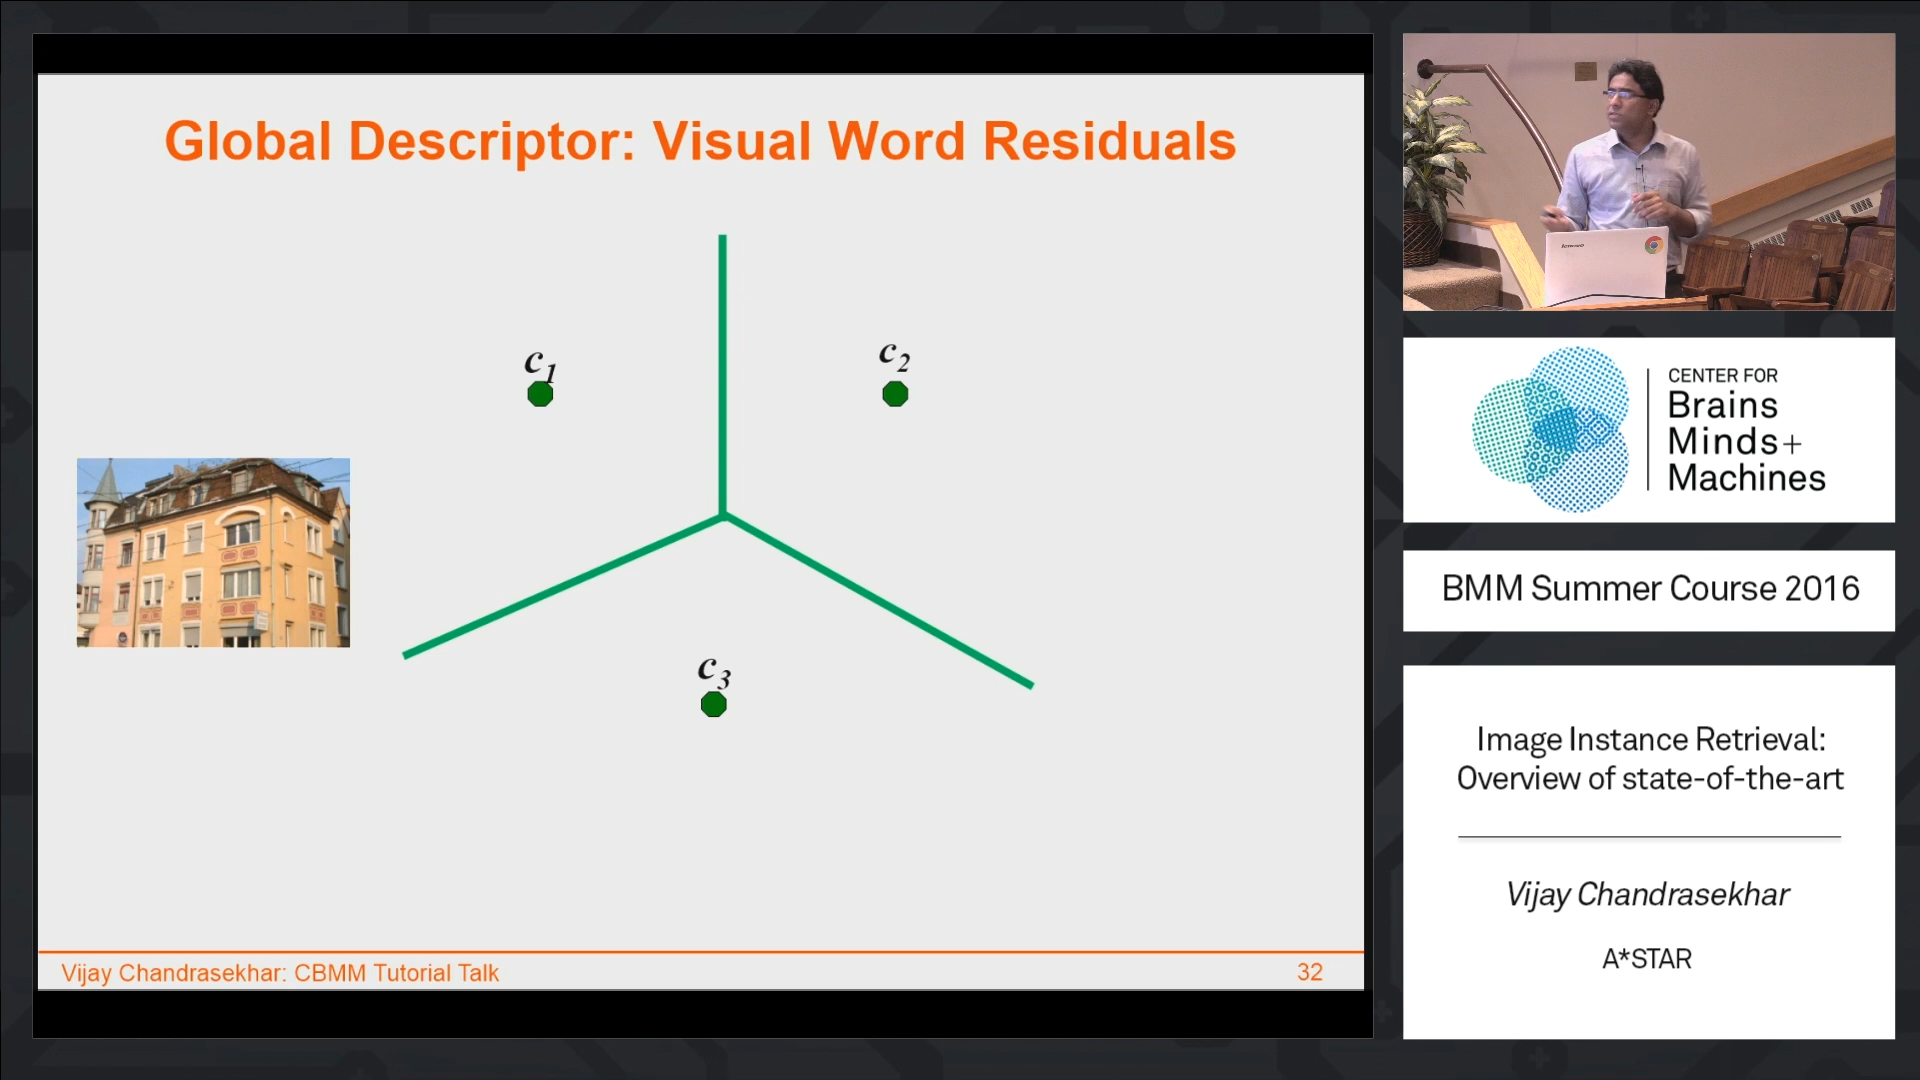 Global Descriptor: Visual Word Residuals
c1
c2
c3
Vijay Chandrasekhar: CBMM Tutorial Talk
32
lenovo
CENTER FOR
Brains
Minds+
Machines
BMM Summer Course 2016
Image Instance Retrieval:
Overview of state-of-the-art
Vijay Chandrasekhar
A*STAR